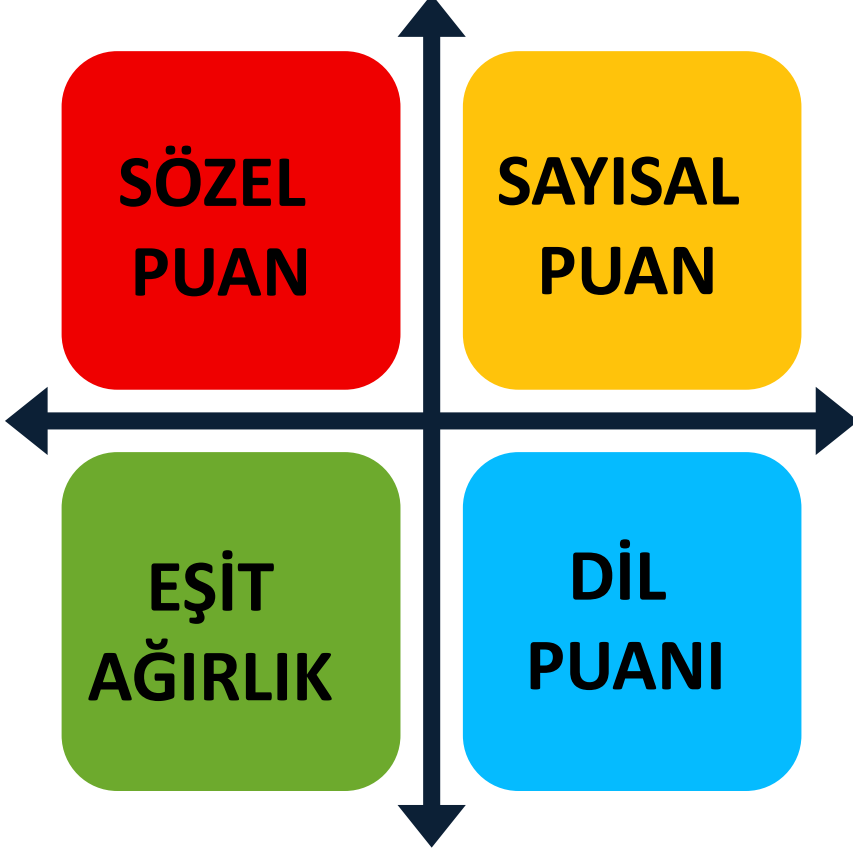 SÖZEL
PUAN
SAYISAL
PUAN
EŞİT
AĞIRLIK
DİL
PUANI